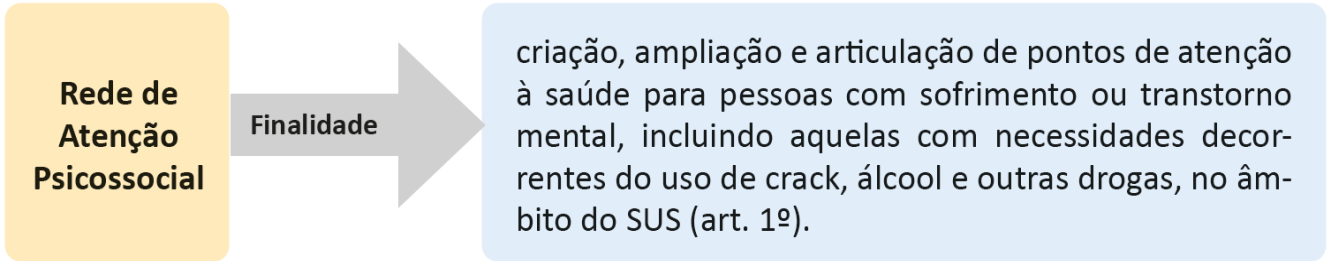 Rede de
Atenção
Psicossocial
Finalidade
criação, ampliação e articulação de pontos de atenção
à saúde para pessoas com sofrimento ou transtorno
mental, incluindo aquelas com necessidades decor-
rentes do uso de crack, álcool e outras drogas, no âm-
bito do SUS (art. 1º).